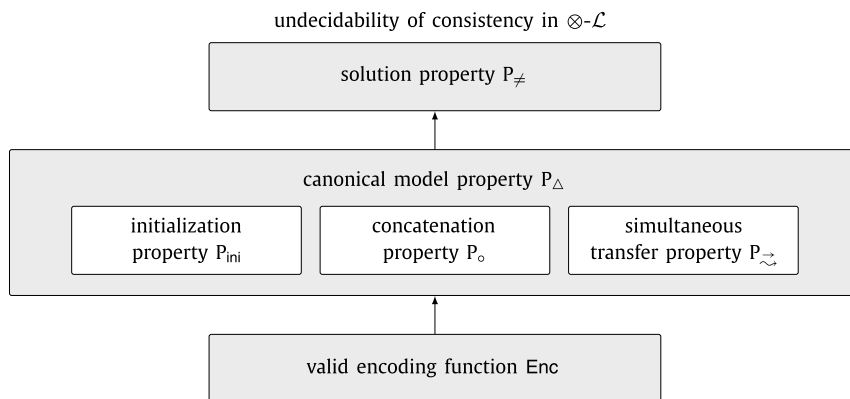 undecidability of consistency in ⊗-ℒ
solution property P≠
canonical model property P△
initialization
property Pini
concatenation
property P∘
simultaneous
transfer property P⇝→
valid encoding function Enc